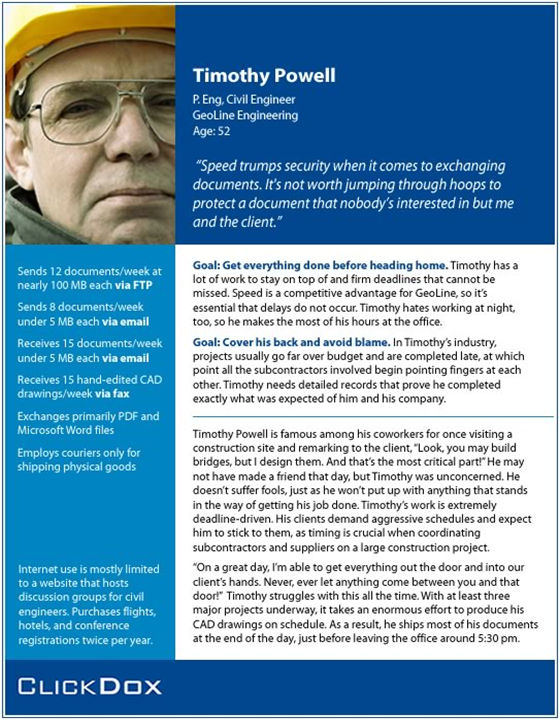 Timothy Powell
P. Eng, Civil Engineer
GeoLine Engineering
Age: 52
“Speed trumps security when it comes to exchanging
documents. It’s not worth jumping through hoops to
protect a document that nobody’s interested in but me
and the client.”
Sends 12 documents/week at
nearly 100 MB each via FTP
Sends 8 documents/week
under 5 MB each via email
Receives 15 documents/week
under 5 MB each via email
Receives 15 hand-edited CAD
drawings/week via fax
Exchanges primarily PDF and
Microsoft Word files
Employs couriers only for
shipping physical goods
Internet use is mostly limited
to a website that hosts
discussion groups for civil
engineers. Purchases flights,
hotels, and conference
registrations twice per year.
Goal: Get everything done before heading home. Timothy has a
lot of work to stay on top of and firm deadlines that cannot be
missed. Speed is a competitive advantage for GeoLine, so it’s
essential that delays do not occur. Timothy hates working at night,
too, so he makes the most of his hours at the office.
Goal: Cover his back and avoid blame. In Timothy’s industry,
projects usually go far over budget and are completed late, at which
point all the subcontractors involved begin pointing fingers at each
other. Timothy needs detailed records that prove he completed
exactly what was expected of him and his company.
Timothy Powell is famous among his coworkers for once visiting a
construction site and remarking to the client, “Look, you may build
bridges, but I design them. And that’s the most critical part!” He may
not have made a friend that day, but Timothy was unconcerned. He
doesn’t suffer fools, just as he won’t put up with anything that stands
in the way of getting his job done. Timothy’s work is extremely
deadline-driven. His clients demand aggressive schedules and expect
him to stick to them, as timing is crucial when coordinating
subcontractors and suppliers on a large construction project.
“On a great day, I’m able to get everything out the door and into our
client’s hands. Never, ever let anything come between you and that
door!” Timothy struggles with this all the time. With at least three
major projects underway, it takes an enormous effort to produce his
CAD drawings on schedule. As a result, he ships most of his documents
at the end of the day, just before leaving the office around 5:30 pm.
CLICKDOX